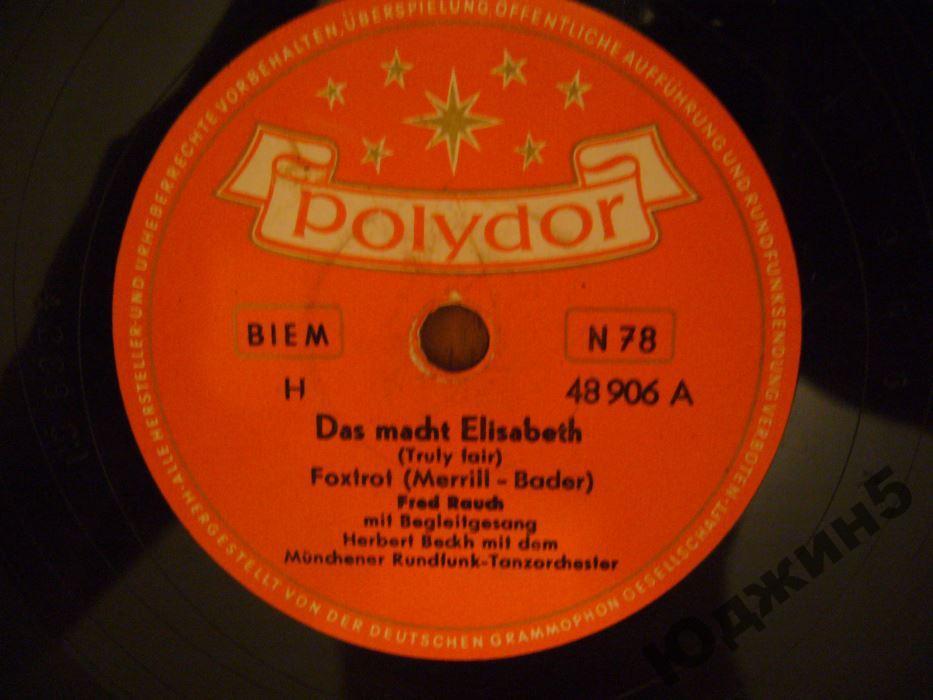 ALLE HERSTELLER-UND URHEBERRECHTE VORBEHALTEN, ÜBERSPIELUNG ÖFFENTLICHE AUFFÜHRUNG UND RUNDFUNKSENDUNG VERBOTEN
polydor
BIEM
N 78
H
48906 A
Das macht Elisabeth
(Truly fair)
Foxtrot (Merrill - Bader)
Fred Rauch
mit Begleitgesang
Herbert Beckh mit dem
Münchener Rundfunk-Tanzorchester
HERGESTELLT VON DER DEUTSCHEN GRAMMOPHON GESELLSCHAFT
Юджин5